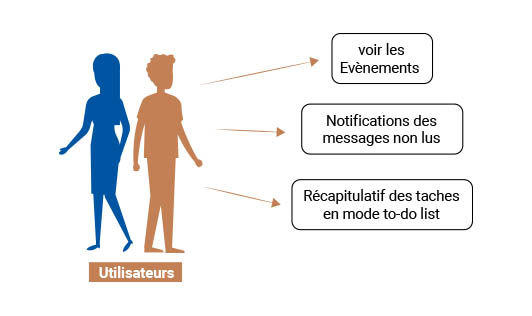 voir les
Evènements
Notifications des
messages non lus
Récapitulatif des taches
en mode to-do list
Utilisateurs